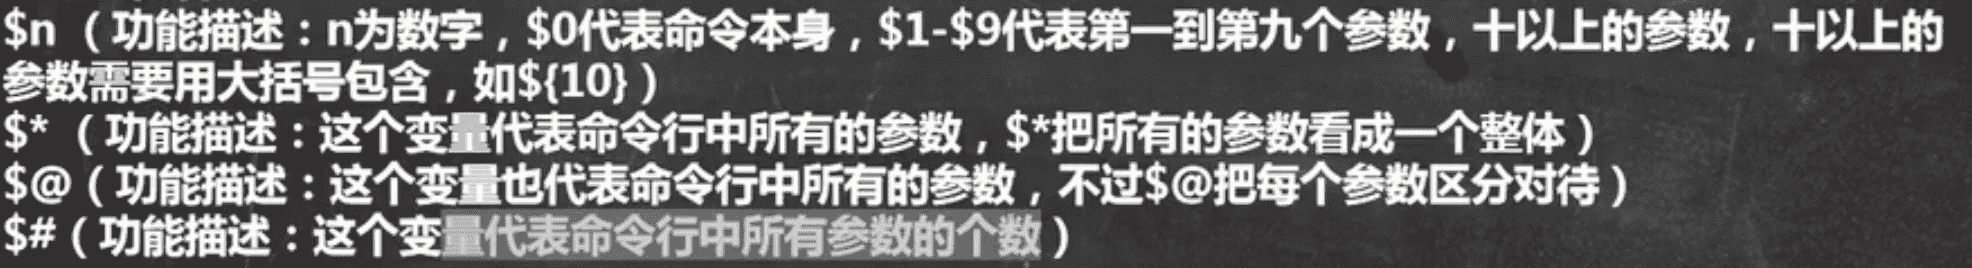 $n （功能描述：n为数字，$0代表命令本身，$1-$9代表第一到第九个参数，十以上的参数，十以上的
参数需要用大括号包含，如${10}）
$* （功能描述：这个变量代表命令行中所有的参数，$*把所有的参数看成一个整体）
$@（功能描述：这个变量也代表命令行中所有的参数，不过$@把每个参数区分对待）
$#（功能描述：这个变量代表命令行中所有参数的个数）